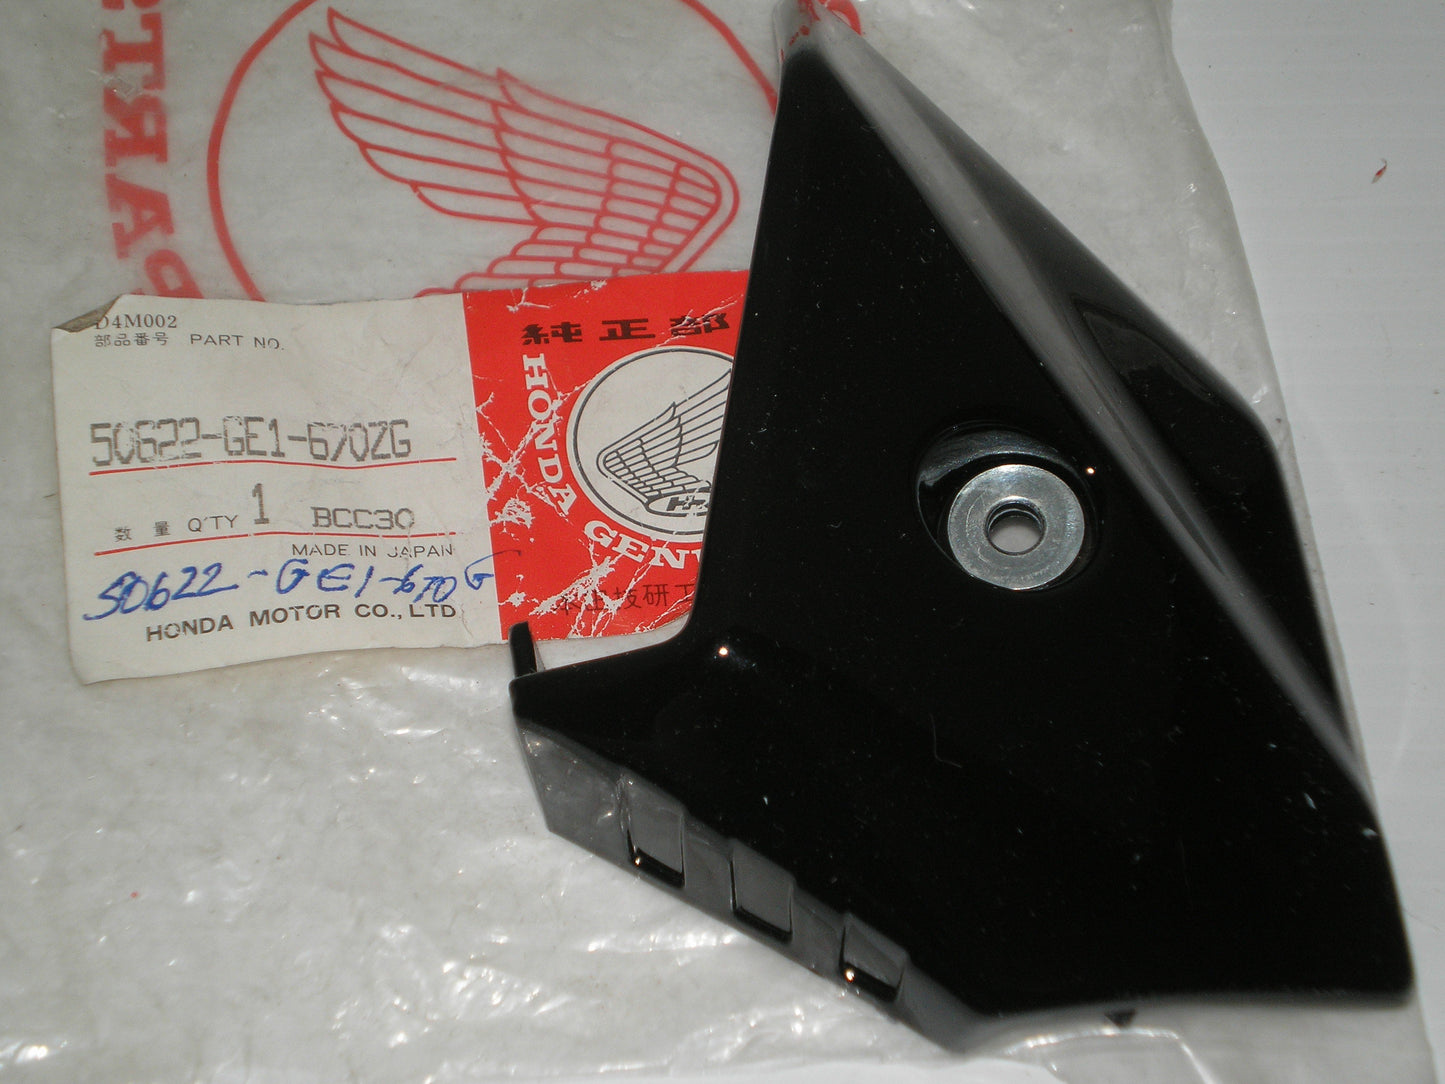 PART
D4M002
部品番号 PART NO.
50622-GE1-670ZG
数量 Q'TY 1 BCC30
MADE IN JAPAN
50622-GE1-670G
HONDA MOTOR CO., LTD
純正部
HONDA GENU